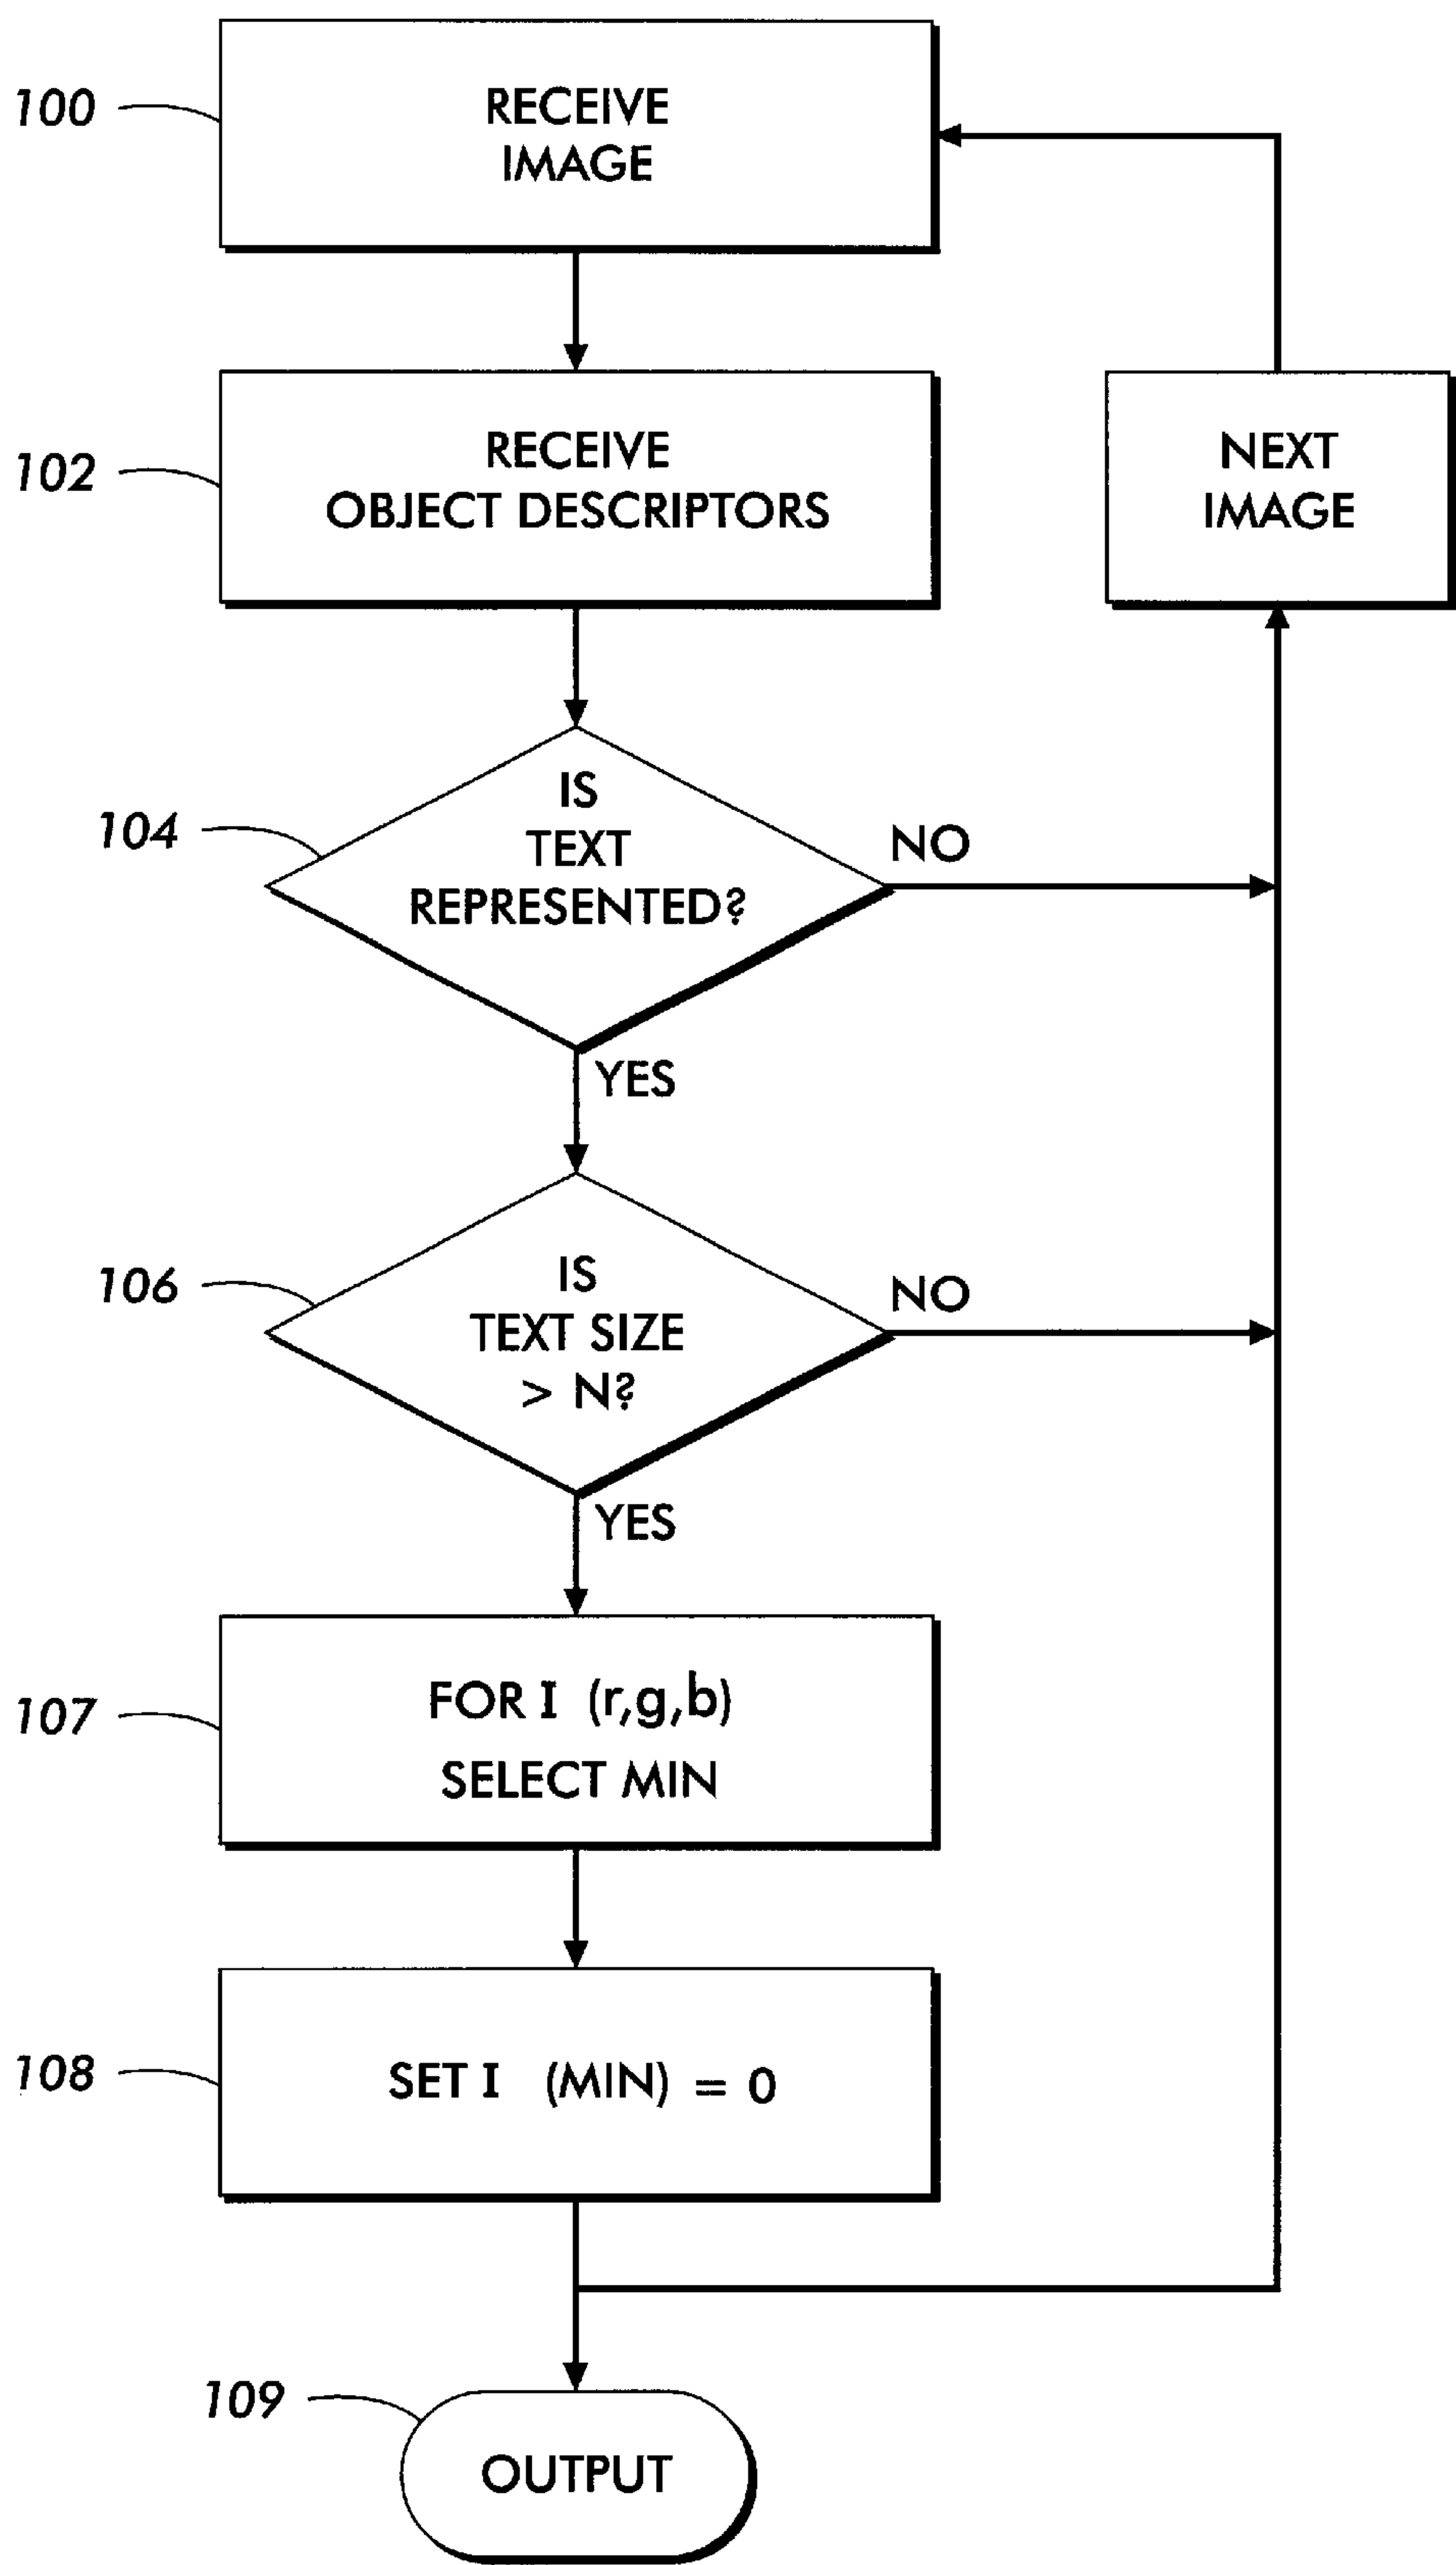 100
RECEIVE
IMAGE
102
RECEIVE
OBJECT DESCRIPTORS
NEXT
IMAGE
104
IS
TEXT
REPRESENTED?
NO
YES
106
IS
TEXT SIZE
> N?
NO
YES
107
FOR I (r,g,b)
SELECT MIN
108
SET I (MIN) = 0
109
OUTPUT